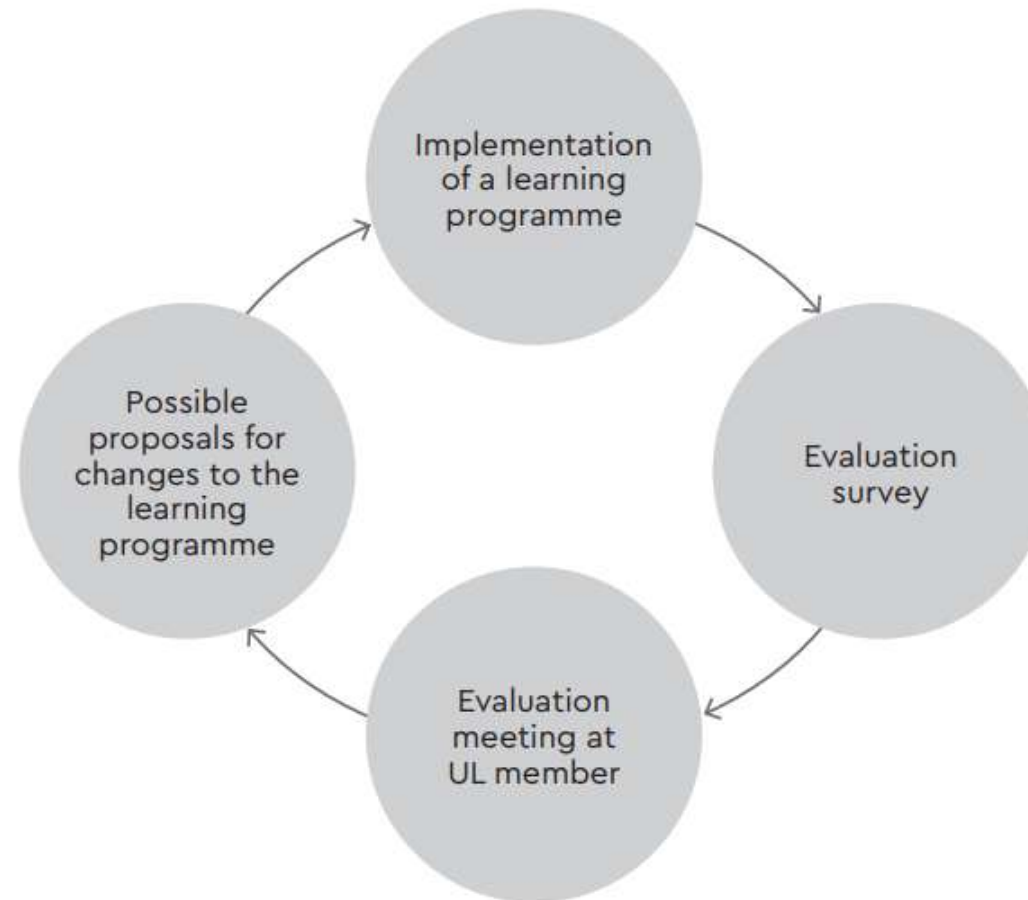 Implementation
of a learning
programme
Evaluation
survey
Evaluation
meeting at
UL member
Possible
proposals for
changes to the
learning
programme